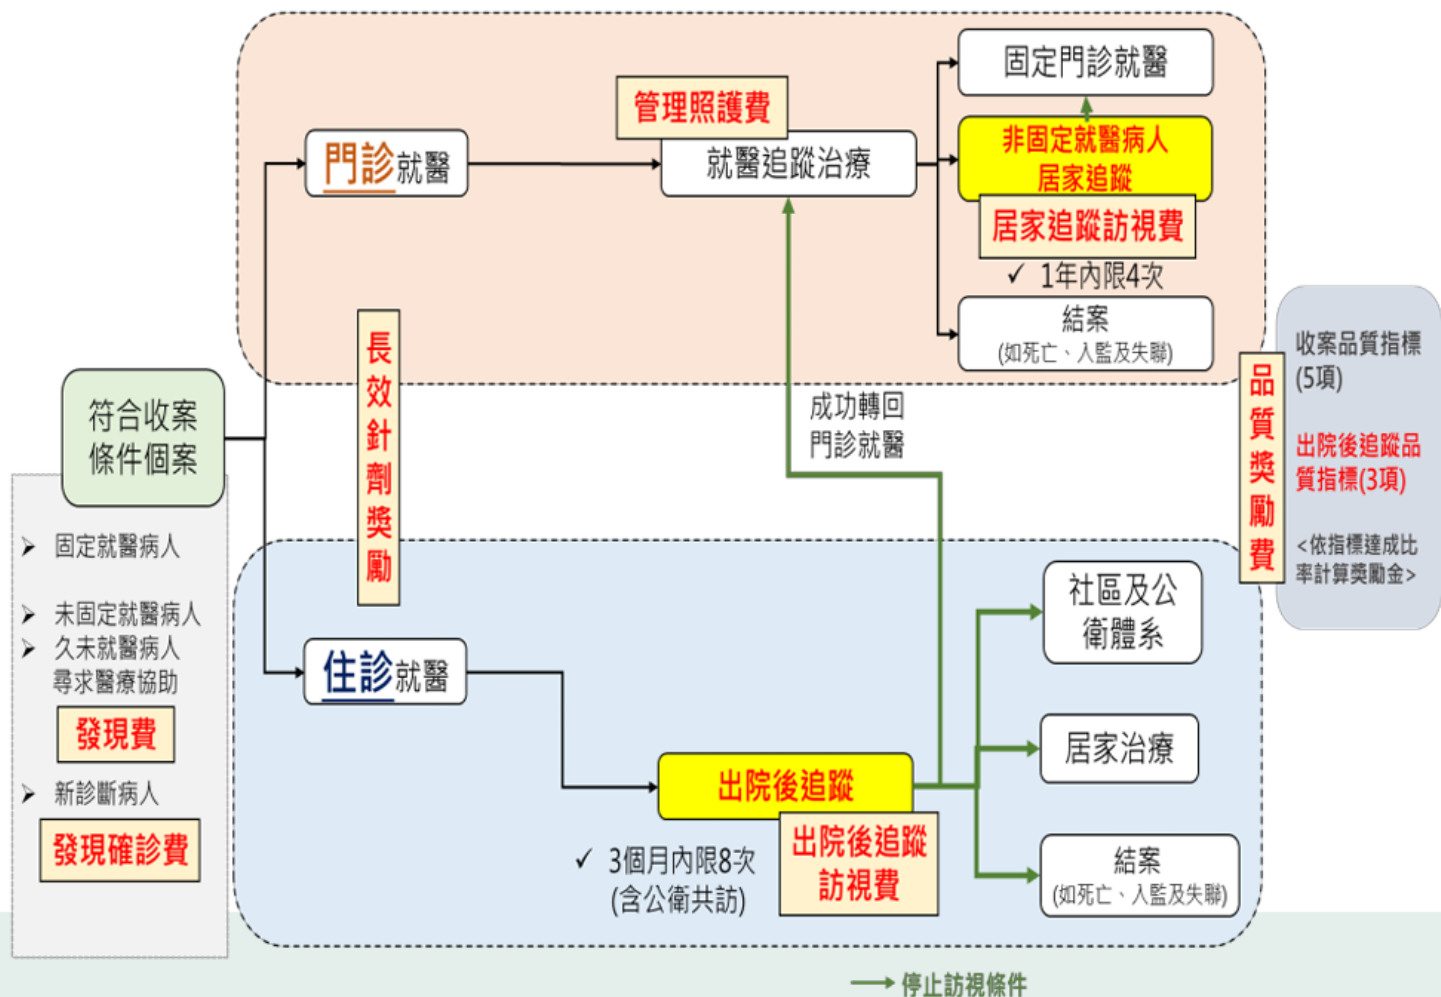 符合收案
條件個案
➢ 固定就醫病人
➢ 未固定就醫病人
➢ 久未就醫病人
尋求醫療協助
發現費
➢ 新診斷病人
發現確診費
門診就醫
管理照護費
就醫追蹤治療
固定門診就醫
非固定就醫病人
居家追蹤
居家追蹤訪視費
✓ 1年內限4次
結案
(如死亡、入監及失聯)
長效針劑獎勵
成功轉回
門診就醫
住診就醫
出院後追蹤
出院後追蹤
訪視費
✓ 3個月內限8次
(含公衛共訪)
社區及公
衛體系
居家治療
結案
(如死亡、入監及失聯)
品質獎勵費
收案品質指標
(5項)
出院後追蹤品
質指標(3項)
<依指標達成比
率計算獎勵金>
停止訪視條件